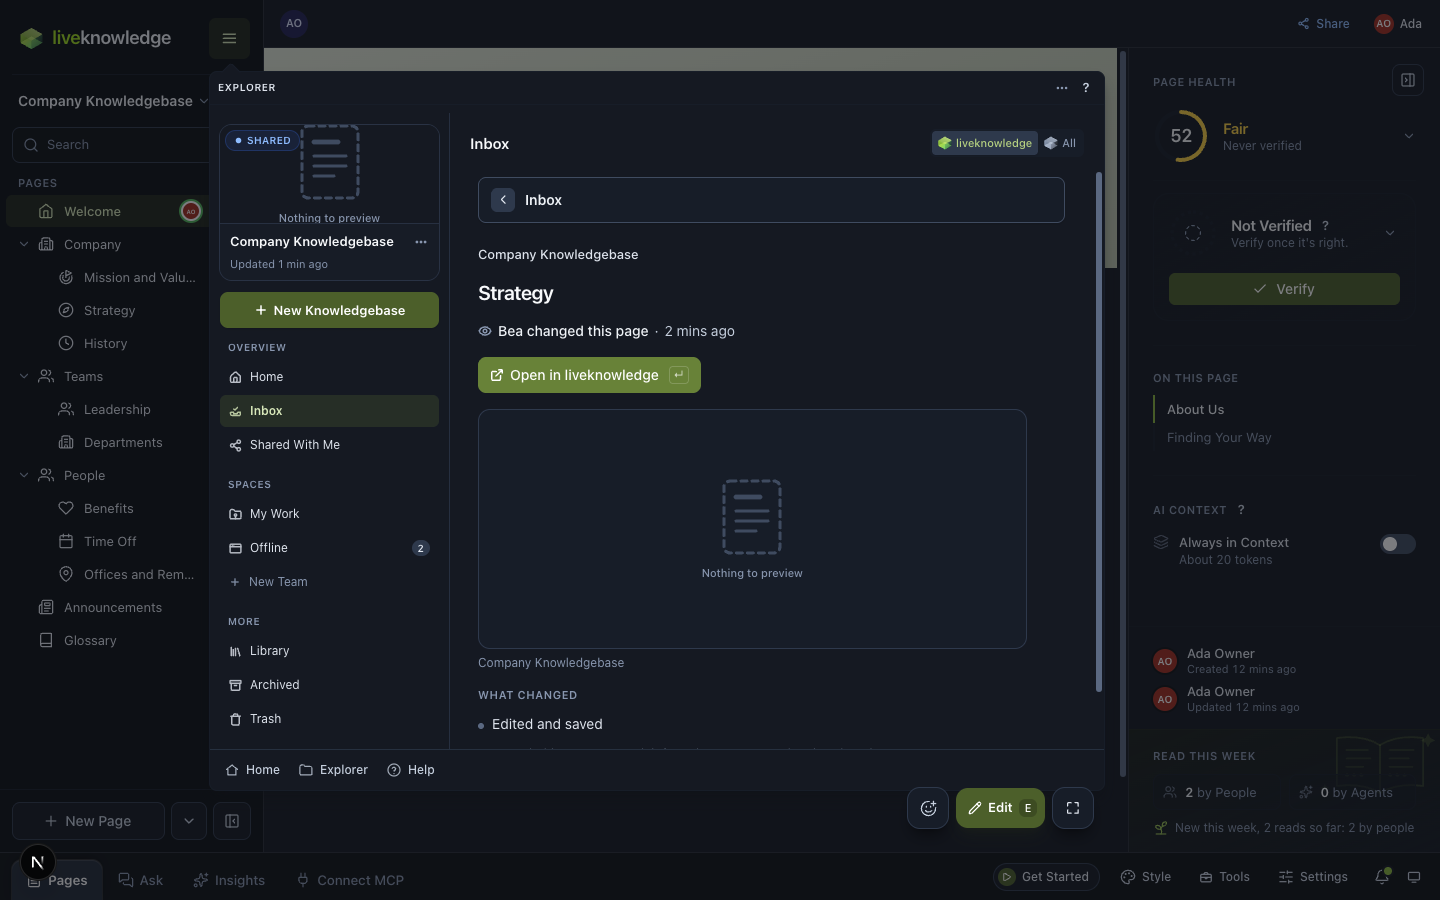 liveknowledge
AO
Share
AO
Ada
Company Knowledgebase
Search
PAGES
Welcome
AO
Company
Mission and Valu...
Strategy
History
Teams
Leadership
Departments
People
Benefits
Time Off
Offices and Rem...
Announcements
Glossary
New Page
EXPLORER
?
SHARED
Nothing to preview
Company Knowledgebase
Updated 1 min ago
New Knowledgebase
OVERVIEW
Home
Inbox
Shared With Me
SPACES
My Work
Offline
2
New Team
MORE
Library
Archived
Trash
Inbox
liveknowledge
All
Inbox
Company Knowledgebase
Strategy
Bea changed this page · 2 mins ago
Open in liveknowledge
Nothing to preview
Company Knowledgebase
WHAT CHANGED
Edited and saved
Home
Explorer
Help
Edit
E
PAGE HEALTH
52
Fair
Never verified
Not Verified ?
Verify once it's right.
Verify
ON THIS PAGE
About Us
Finding Your Way
AI CONTEXT ?
Always in Context
About 20 tokens
AO
Ada Owner
Created 12 mins ago
AO
Ada Owner
Updated 12 mins ago
READ THIS WEEK
2 by People
0 by Agents
New this week, 2 reads so far: 2 by people
N
Pages
Ask
Insights
Connect MCP
Get Started
Style
Tools
Settings